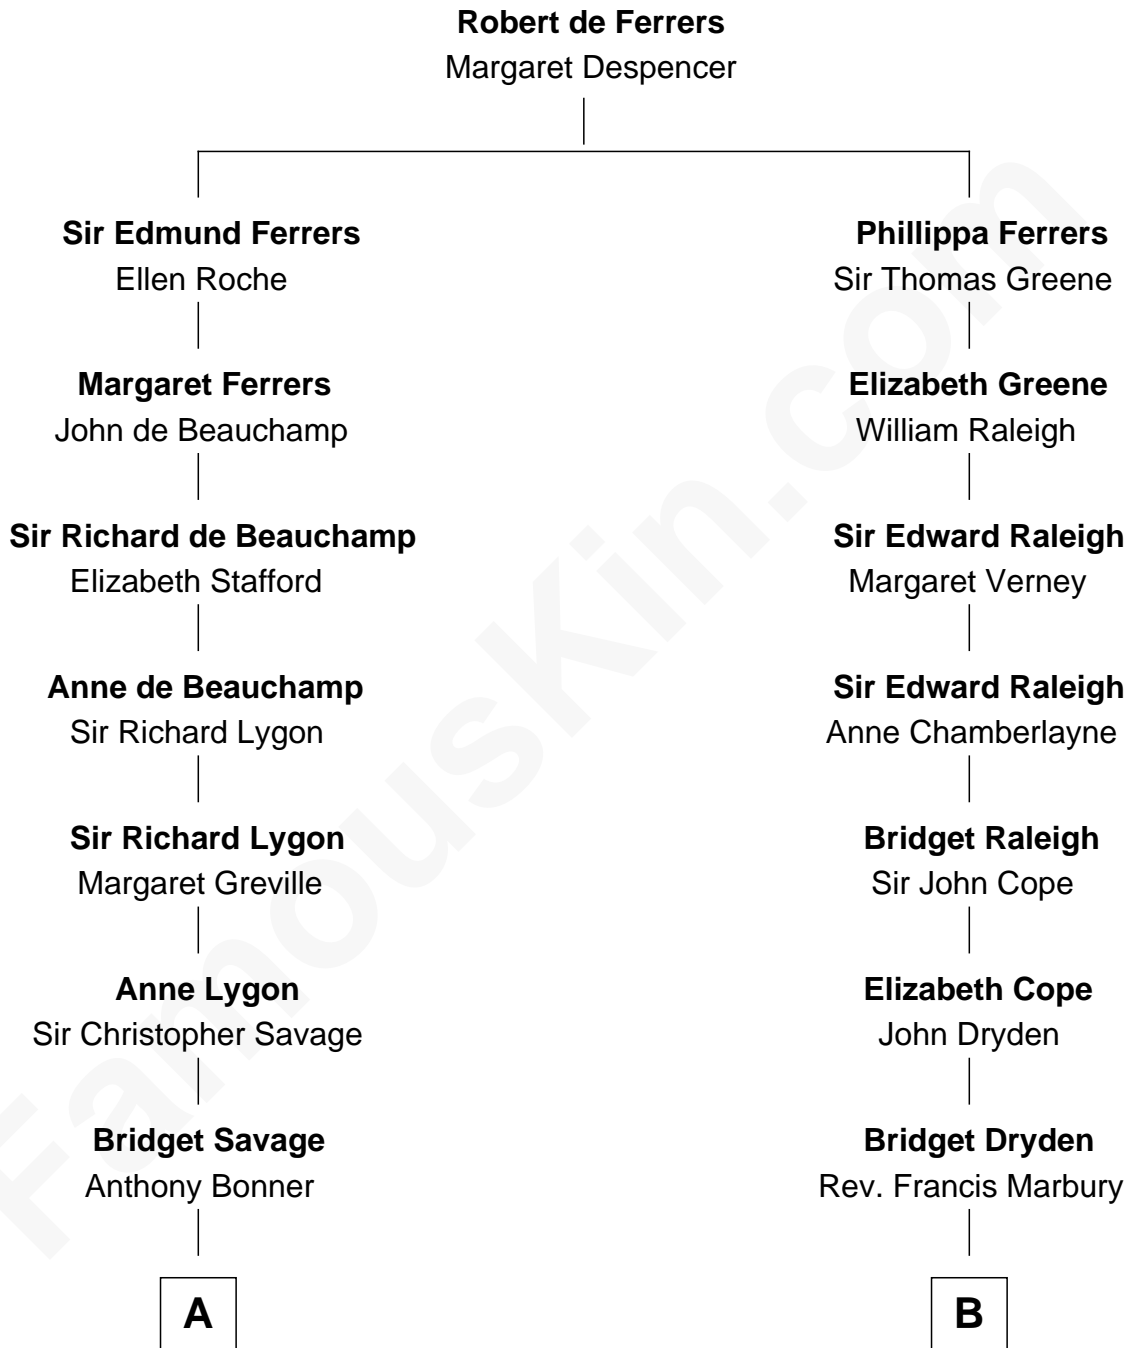 Robert de Ferrers
Margaret Despencer
Sir Edmund Ferrers
Ellen Roche
Margaret Ferrers
John de Beauchamp
Sir Richard de Beauchamp
Elizabeth Stafford
Anne de Beauchamp
Sir Richard Lygon
Sir Richard Lygon
Margaret Greville
Anne Lygon
Sir Christopher Savage
Bridget Savage
Anthony Bonner
A
Phillippa Ferrers
Sir Thomas Greene
Elizabeth Greene
William Raleigh
Sir Edward Raleigh
Margaret Verney
Sir Edward Raleigh
Anne Chamberlayne
Bridget Raleigh
Sir John Cope
Elizabeth Cope
John Dryden
Bridget Dryden
Rev. Francis Marbury
B
FamousKin.com